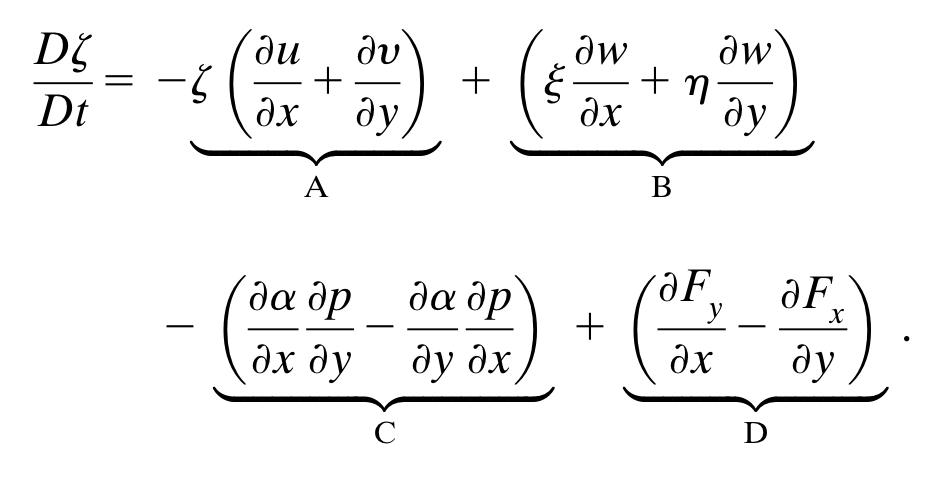 Dζ/Dt = −ζ (∂u/∂x + ∂υ/∂y) + (ξ ∂w/∂x + η ∂w/∂y)
A B
− (∂α/∂x ∂p/∂y − ∂α/∂y ∂p/∂x) + (∂F_y/∂x − ∂F_x/∂y) .
C D